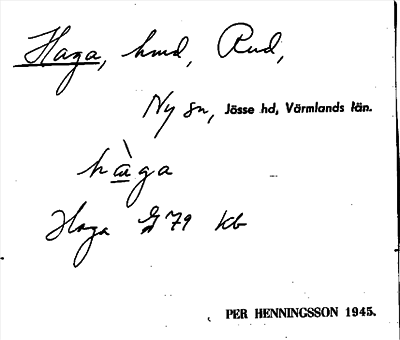 Haga, hmd, Rud,
Ny sn, Jösse hd, Värmlands län.
hàga
Haga 79 kb
PER HENNINGSSON 1945.